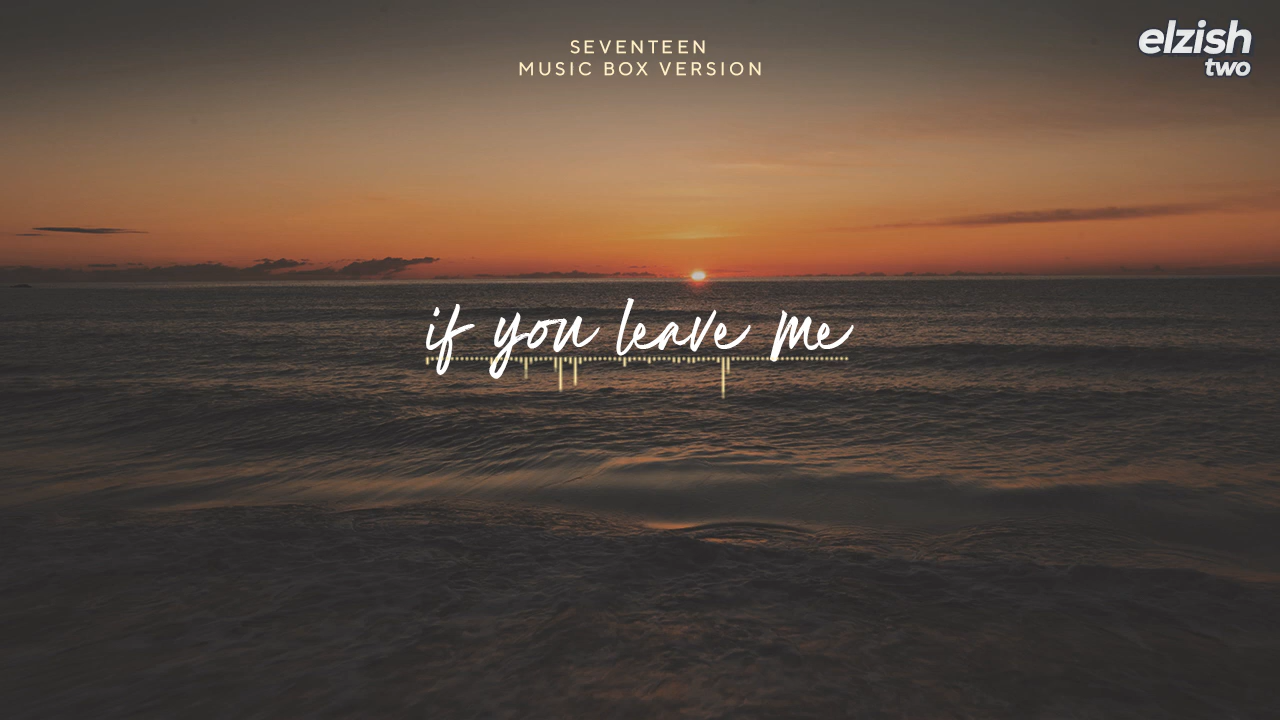 SEVENTEEN
MUSIC BOX VERSION
elzish
two
if you leave me